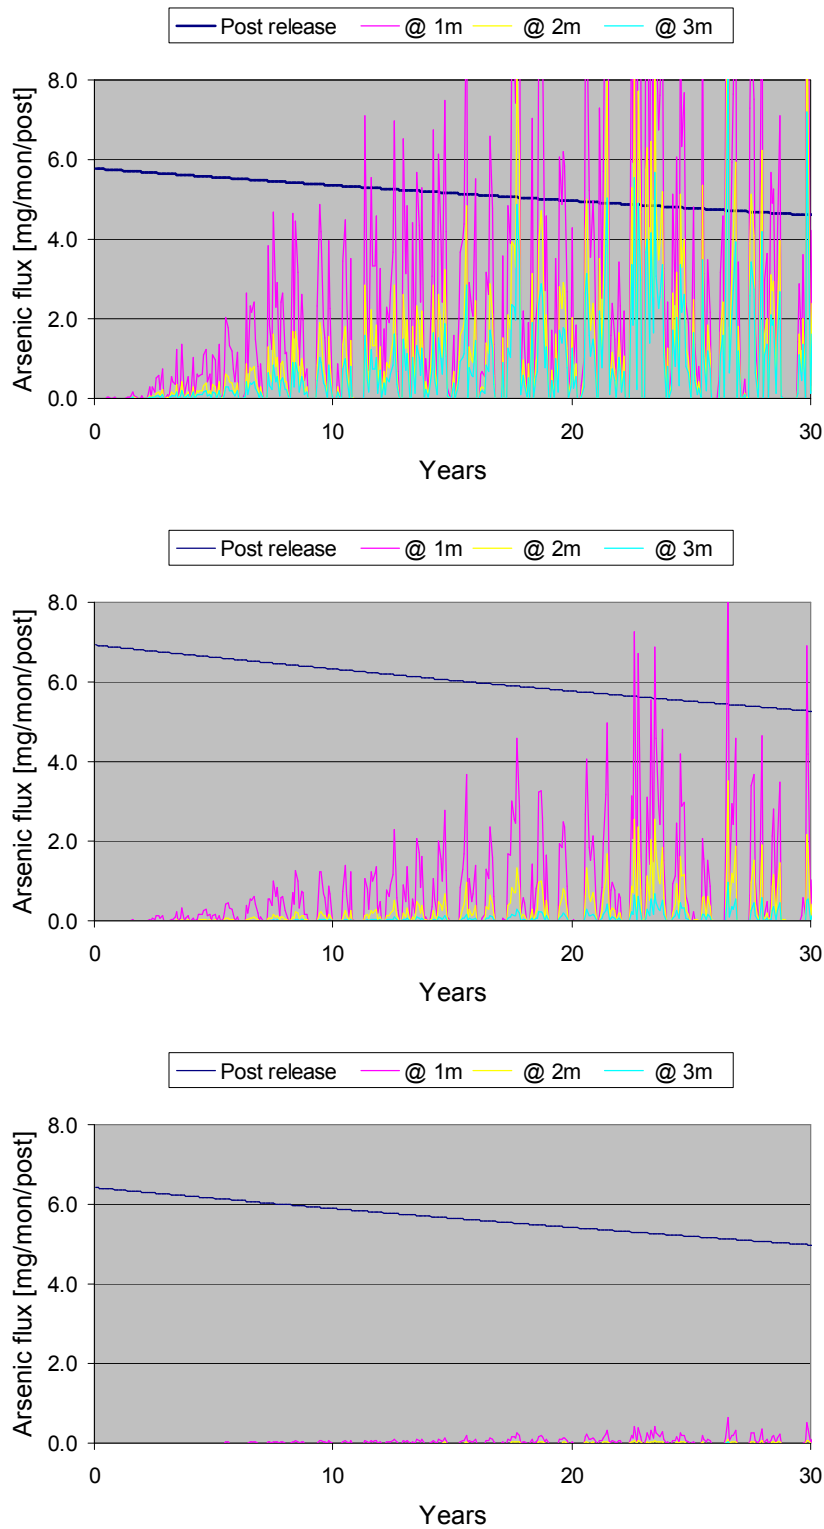 Post release @ 1m @ 2m @ 3m
Arsenic flux [mg/mon/post]
8.0
6.0
4.0
2.0
0.0
0 10 20 30
Years
Post release @ 1m @ 2m @ 3m
Arsenic flux [mg/mon/post]
8.0
6.0
4.0
2.0
0.0
0 10 20 30
Years
Post release @ 1m @ 2m @ 3m
Arsenic flux [mg/mon/post]
8.0
6.0
4.0
2.0
0.0
0 10 20 30
Years